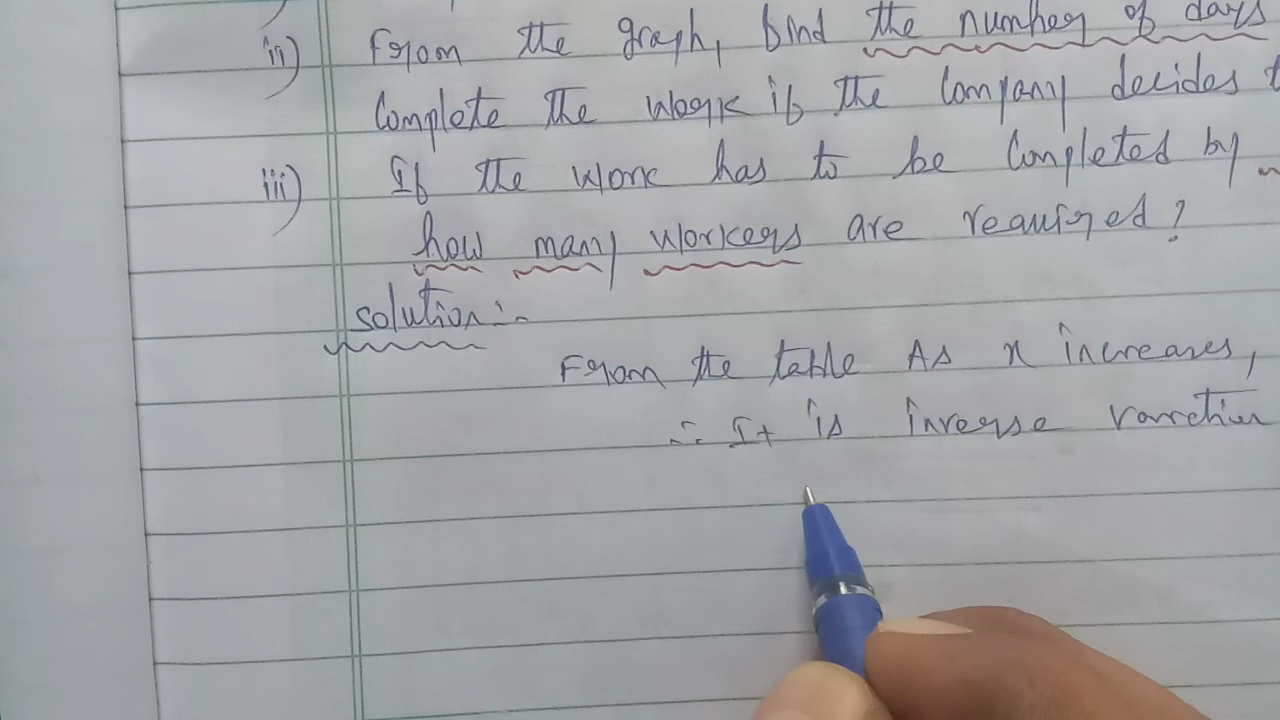 ii) From the graph, find the number of days
Complete the work if the company decides t
iii) If the work has to be completed by
how many workers are required?
Solution:-
From the table As x increases,
∴ It is inverse variation